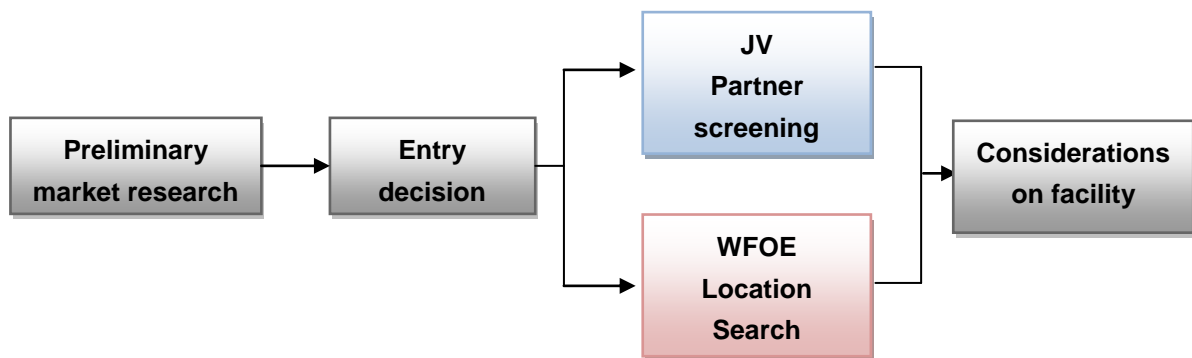 Preliminary
market research
Entry
decision
JV
Partner
screening
WFOE
Location
Search
Considerations
on facility